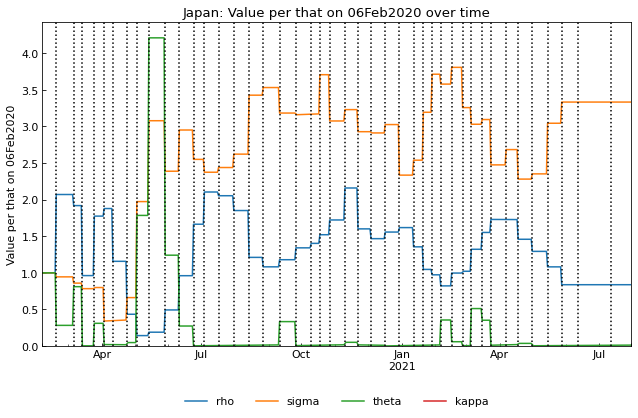 Japan: Value per that on 06Feb2020 over time
Value per that on 06Feb2020
4.0
3.5
3.0
2.5
2.0
1.5
1.0
0.5
0.0
Apr
Jul
Oct
Jan
2021
Apr
Jul
rho
sigma
theta
kappa